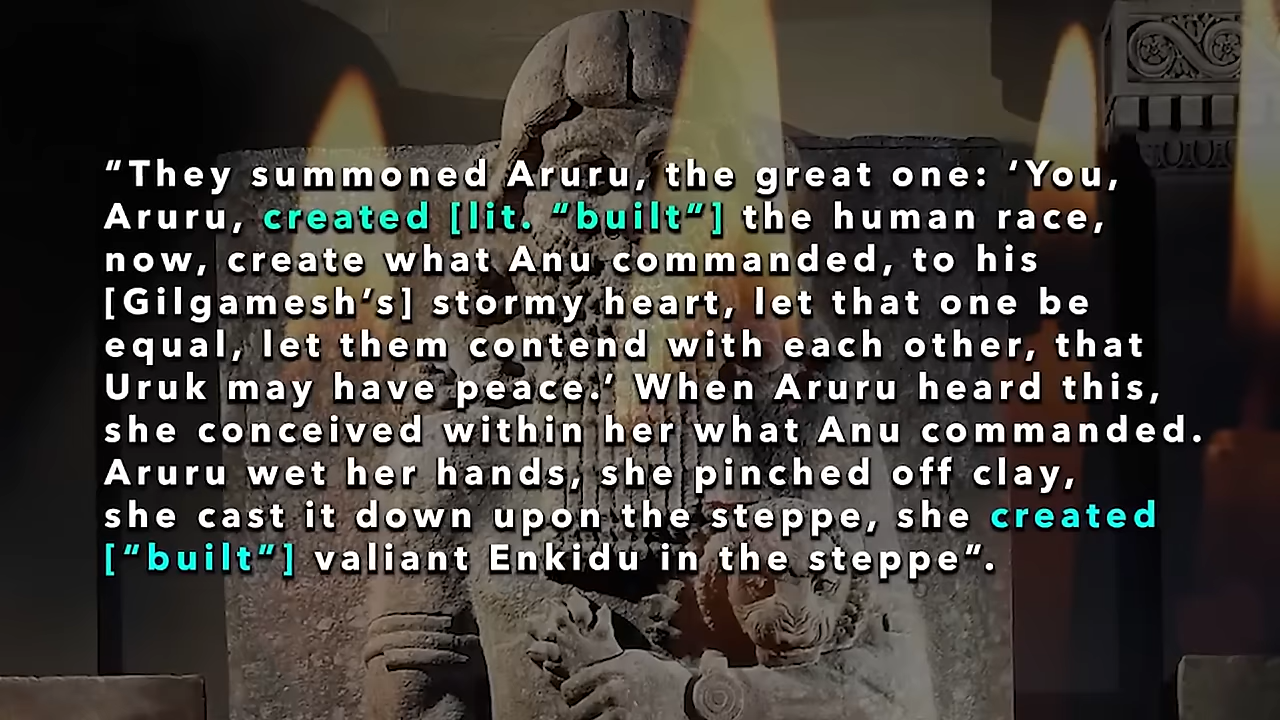 “They summoned Aruru, the great one: ‘You,
Aruru, created [lit. “built”] the human race,
now, create what Anu commanded, to his
[Gilgamesh’s] stormy heart, let that one be
equal, let them contend with each other, that
Uruk may have peace.’ When Aruru heard this,
she conceived within her what Anu commanded.
Aruru wet her hands, she pinched off clay,
she cast it down upon the steppe, she created
[“built”] valiant Enkidu in the steppe”.